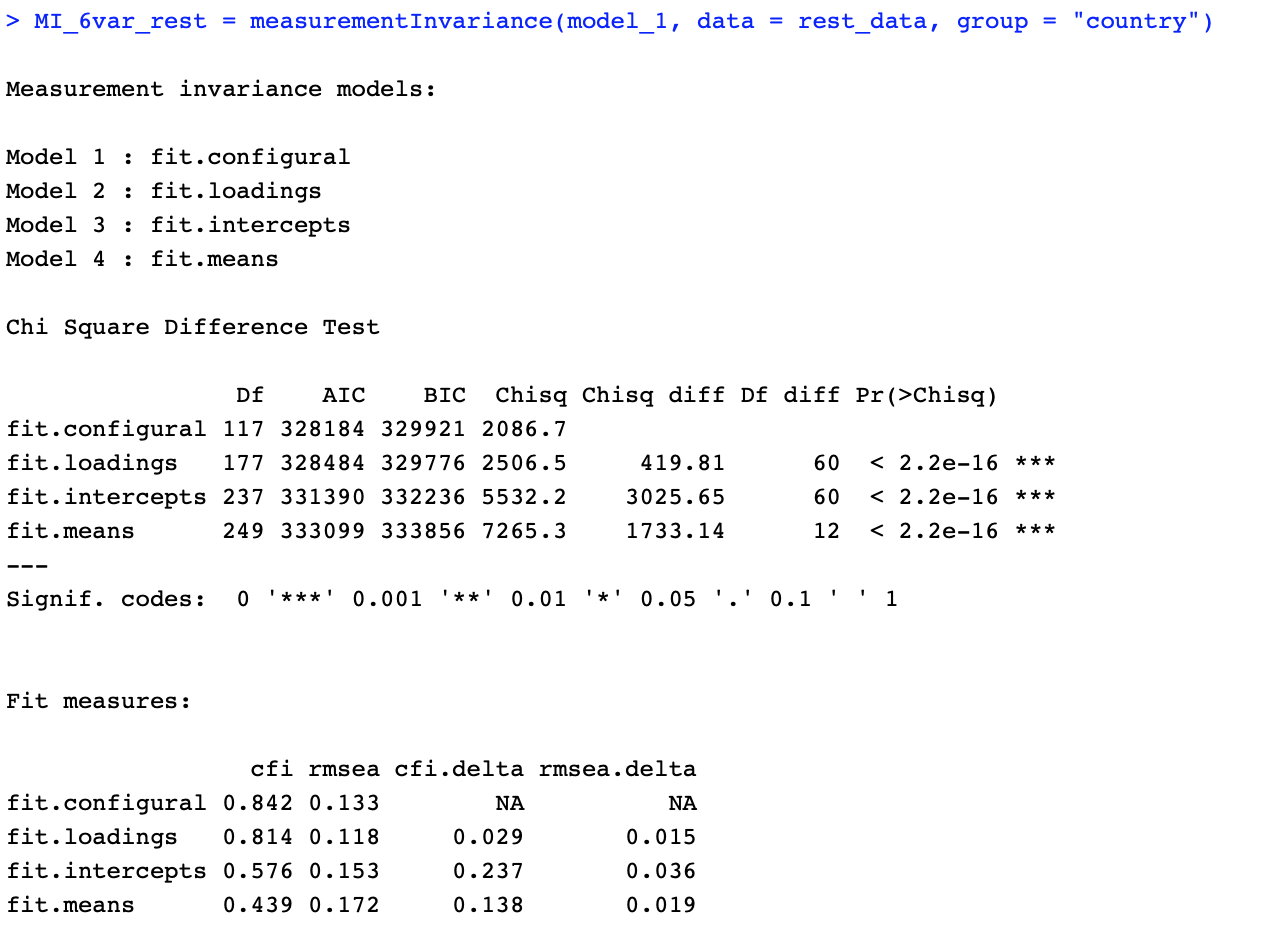 > MI_6var_rest = measurementInvariance(model_1, data = rest_data, group = "country")
Measurement invariance models:
Model 1 : fit.configural
Model 2 : fit.loadings
Model 3 : fit.intercepts
Model 4 : fit.means
Chi Square Difference Test
                Df    AIC    BIC  Chisq Chisq diff Df diff Pr(>Chisq)
fit.configural 117 328184 329921 2086.7
fit.loadings   177 328484 329776 2506.5     419.81      60  < 2.2e-16 ***
fit.intercepts 237 331390 332236 5532.2    3025.65      60  < 2.2e-16 ***
fit.means      249 333099 333856 7265.3    1733.14      12  < 2.2e-16 ***
---
Signif. codes:  0 '***' 0.001 '**' 0.01 '*' 0.05 '.' 0.1 ' ' 1
Fit measures:
                 cfi rmsea cfi.delta rmsea.delta
fit.configural 0.842 0.133        NA          NA
fit.loadings   0.814 0.118     0.029       0.015
fit.intercepts 0.576 0.153     0.237       0.036
fit.means      0.439 0.172     0.138       0.019